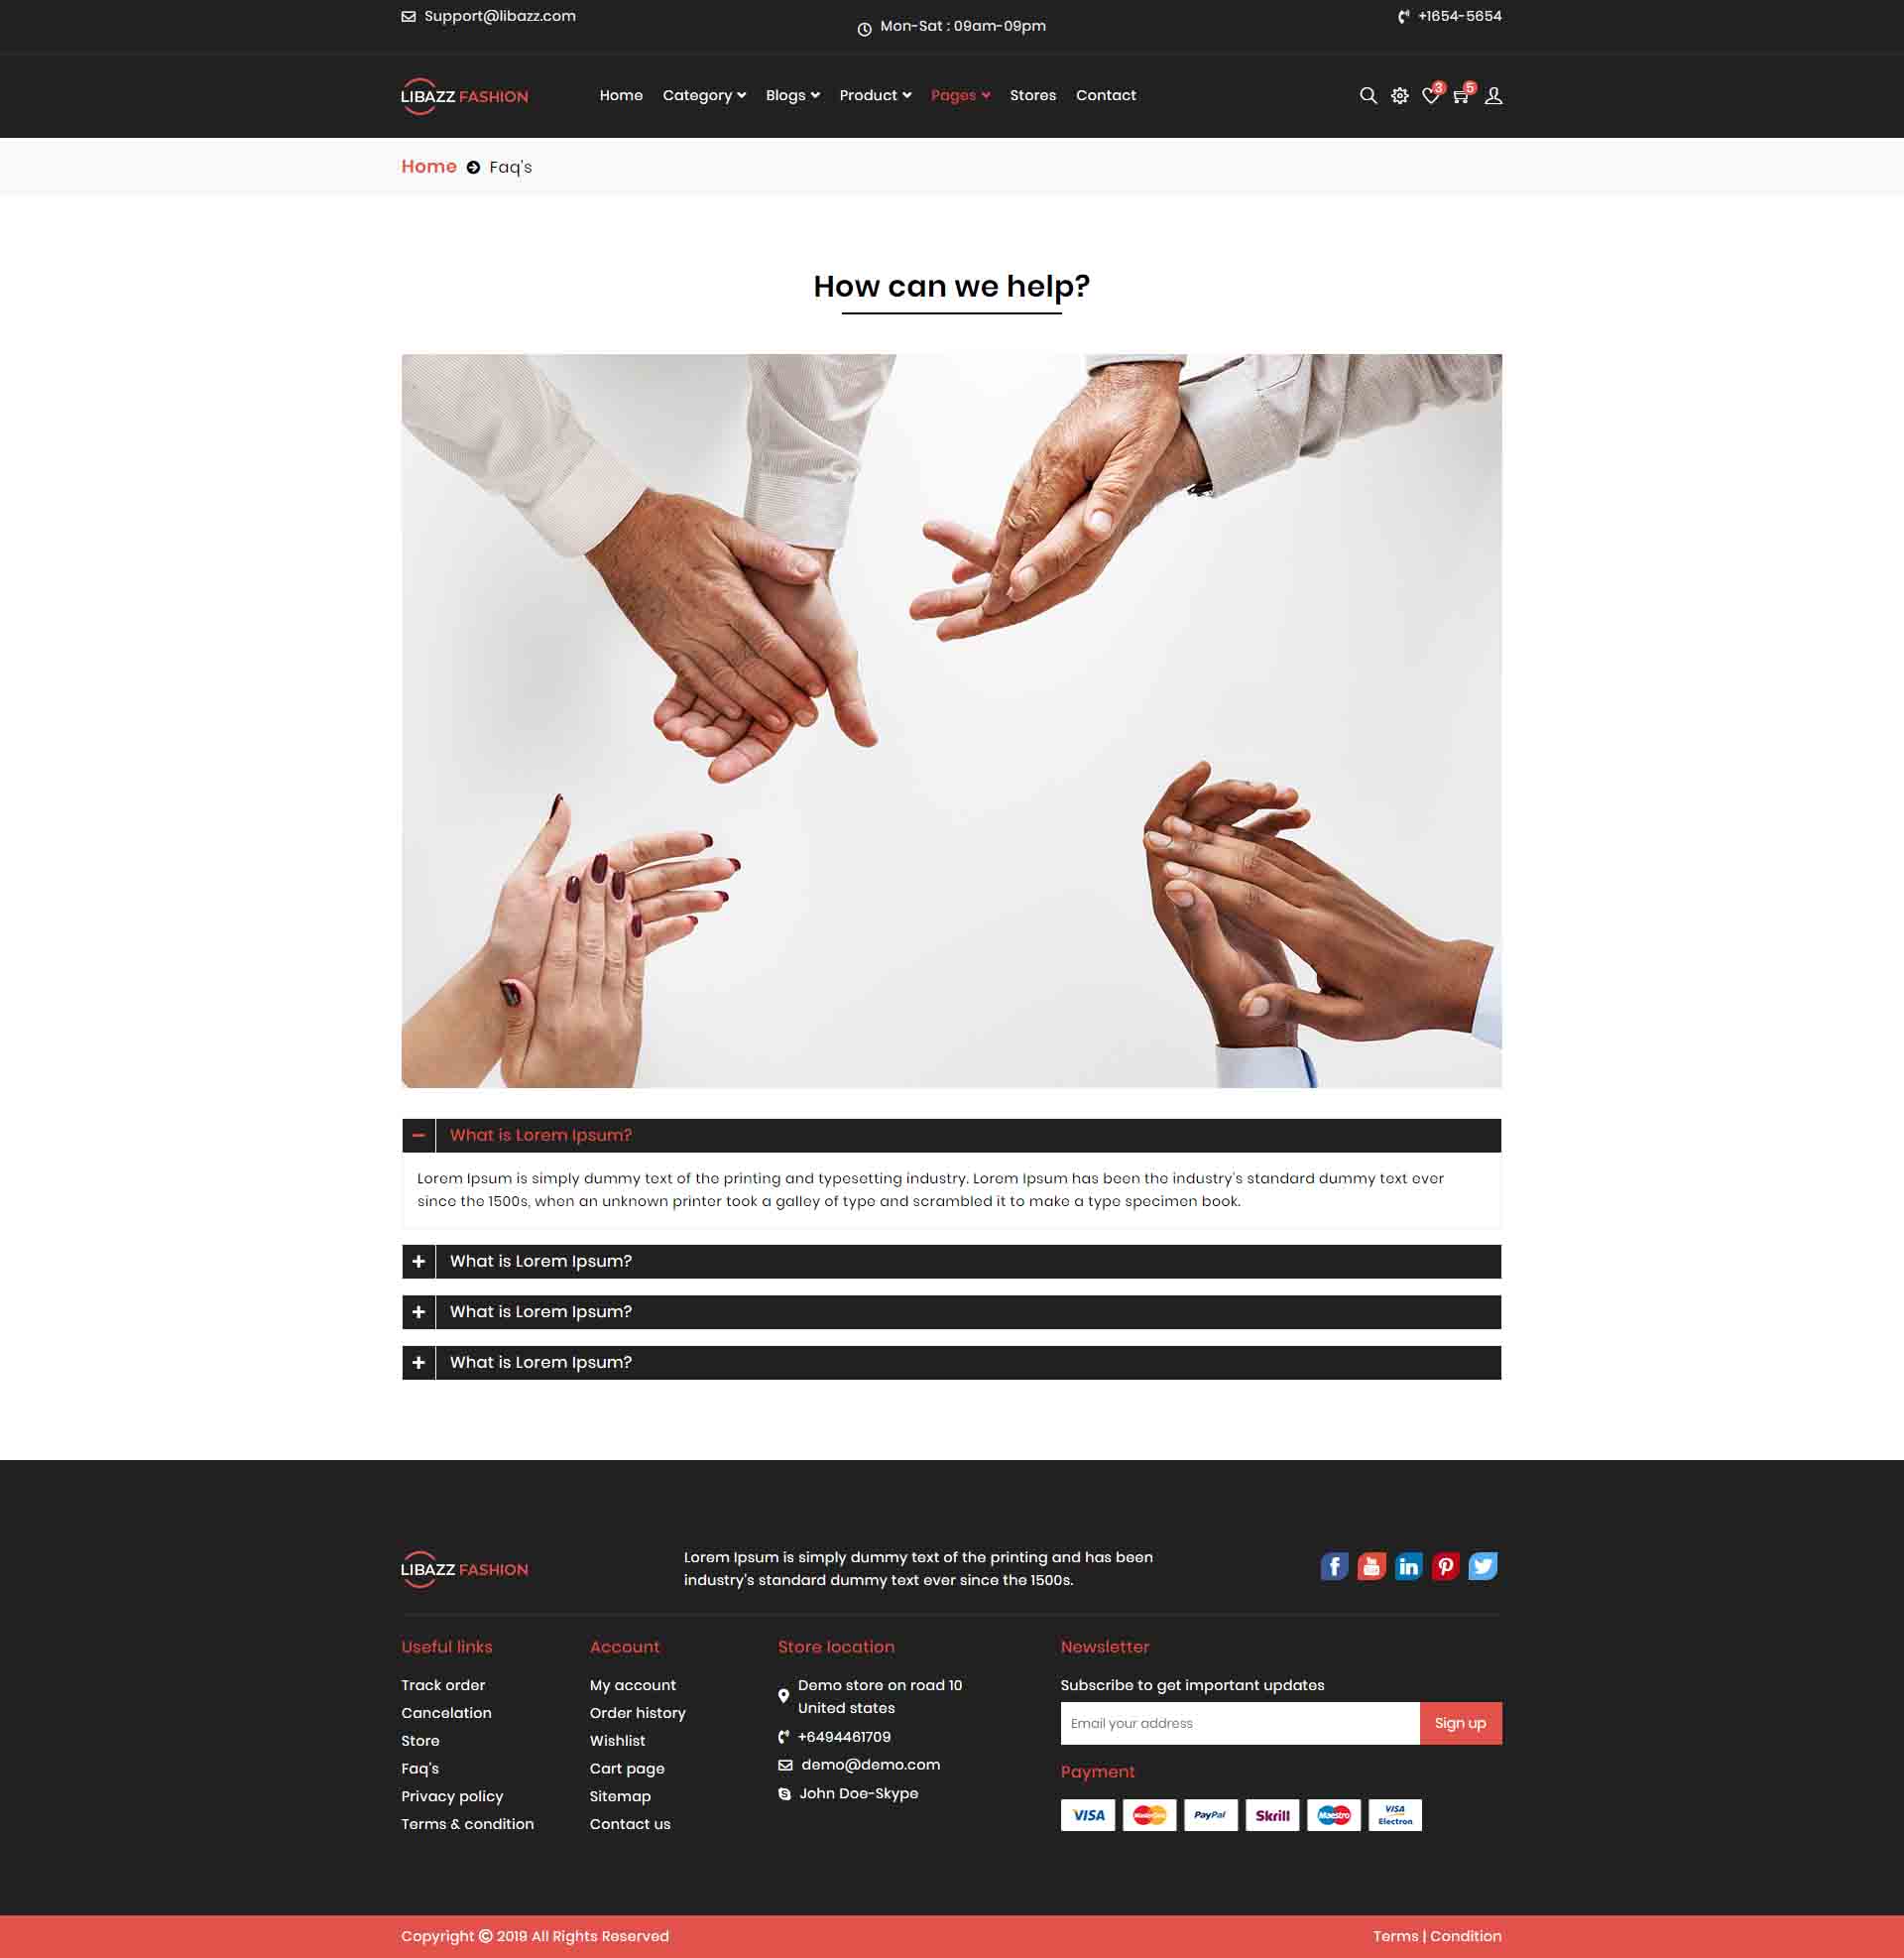 Support@libazz.com
Mon-Sat : 09am-09pm
+1654-5654
LIBAZZ FASHION
Home
Category
Blogs
Product
Pages
Stores
Contact
3
5
Home
Faq's
How can we help?
What is Lorem Ipsum?
Lorem Ipsum is simply dummy text of the printing and typesetting industry. Lorem Ipsum has been the industry's standard dummy text ever
since the 1500s, when an unknown printer took a galley of type and scrambled it to make a type specimen book.
What is Lorem Ipsum?
What is Lorem Ipsum?
What is Lorem Ipsum?
LIBAZZ FASHION
Lorem Ipsum is simply dummy text of the printing and has been
industry's standard dummy text ever since the 1500s.
Useful links
Track order
Cancelation
Store
Faq's
Privacy policy
Terms & condition
Account
My account
Order history
Wishlist
Cart page
Sitemap
Contact us
Store location
Demo store on road 10
United states
+6494461709
demo@demo.com
John Doe-Skype
Newsletter
Subscribe to get important updates
Email your address
Sign up
Payment
VISA
MasterCard
PayPal
Skrill
Maestro
VISA
Electron
Copyright © 2019 All Rights Reserved
Terms | Condition